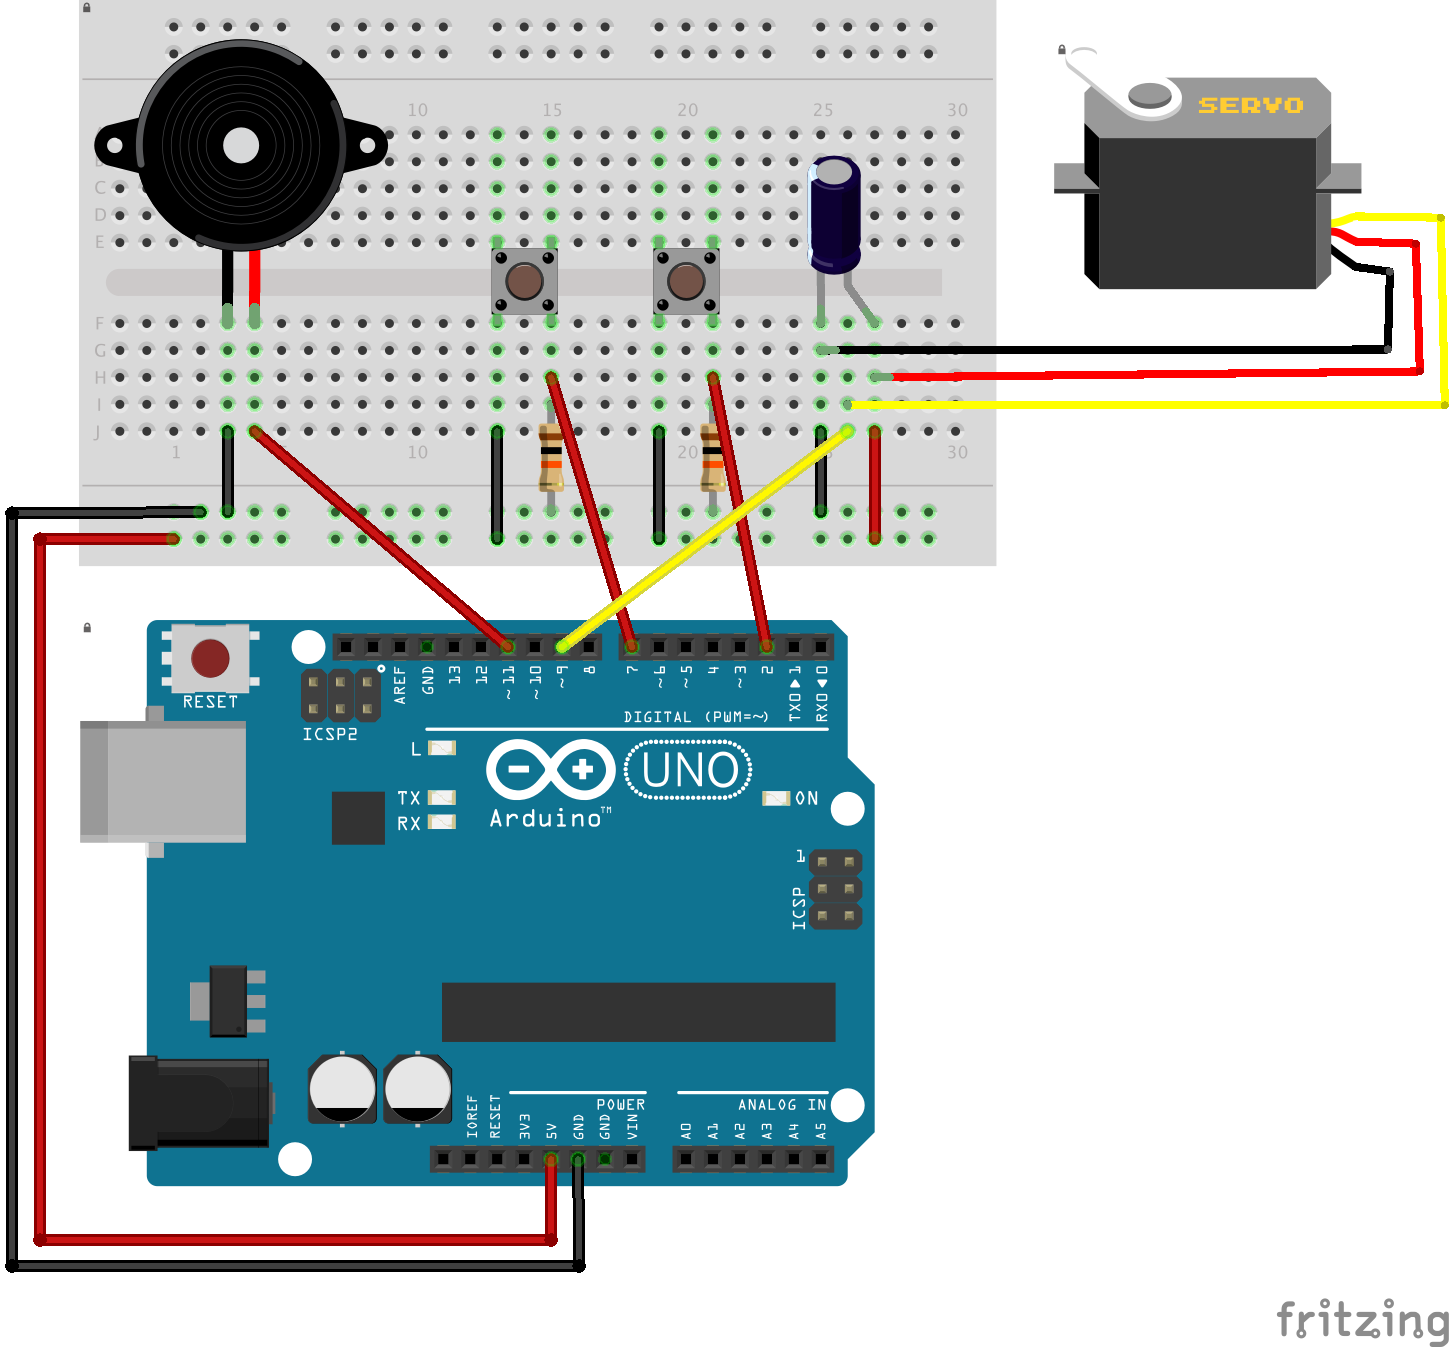 10 15 20 25 30
SERVO
C
D
E
F
G
H
I
J
1 10 20 30
RESET
ICSP2
AREF
GND
13
12
~11
~10
~9
8
7
~6
~5
4
~3
2
TX0▶1
RX0◀0
DIGITAL (PWM=~)
L
TX
RX
Arduino™
UNO
ON
1
ICSP
IOREF
RESET
3V3
5V
GND
GND
VIN
POWER
A0
A1
A2
A3
A4
A5
ANALOG IN
fritzing